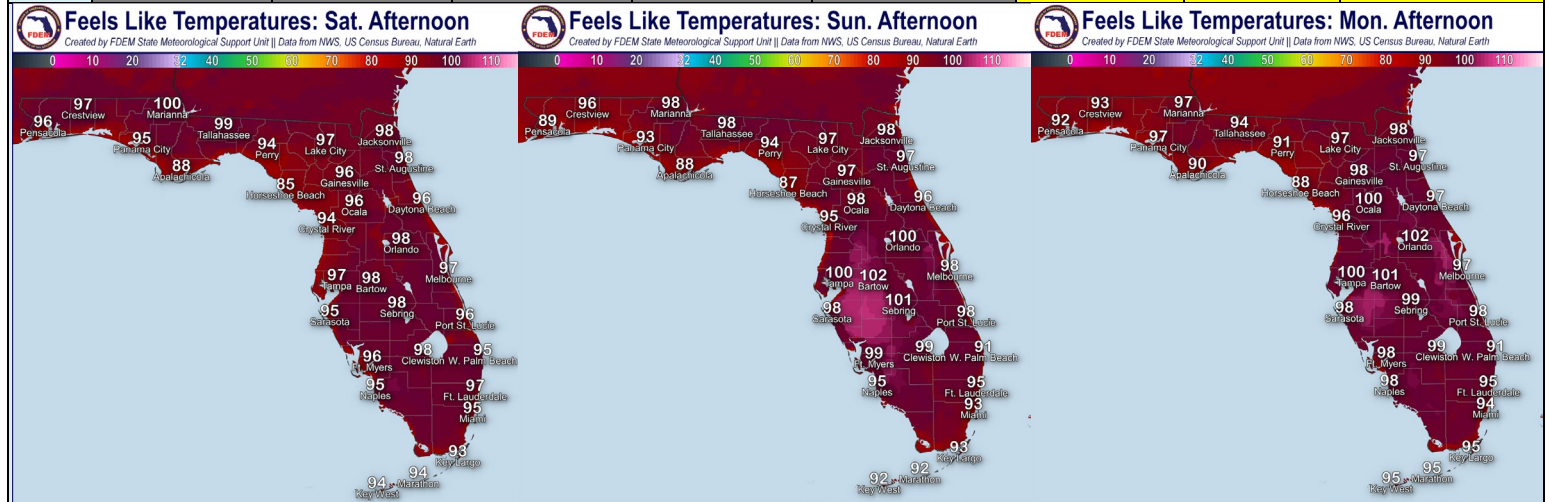 Feels Like Temperatures: Sat. Afternoon
Created by FDEM State Meteorological Support Unit || Data from NWS, US Census Bureau, Natural Earth
FDEM
0 10 20 32 40 50 60 70 80 90 100 110
97
Crestview
100
Marianna
96
Pensacola
99
Tallahassee
95
Panama City
94
Perry
97
Lake City
98
Jacksonville
88
Apalachicola
98
St. Augustine
96
Gainesville
85
Horseshoe Beach
96
Ocala
96
Daytona Beach
94
Crystal River
98
Orlando
97
Tampa
98
Bartow
97
Melbourne
95
Sarasota
98
Sebring
96
Port St. Lucie
96
Ft. Myers
98
Clewiston
95
W. Palm Beach
95
Naples
97
Ft. Lauderdale
95
Miami
93
Key Largo
94
Marathon
94
Key West
Feels Like Temperatures: Sun. Afternoon
Created by FDEM State Meteorological Support Unit || Data from NWS, US Census Bureau, Natural Earth
FDEM
0 10 20 32 40 50 60 70 80 90 100 110
96
Crestview
98
Marianna
89
Pensacola
98
Tallahassee
93
Panama City
94
Perry
97
Lake City
98
Jacksonville
88
Apalachicola
97
St. Augustine
97
Gainesville
87
Horseshoe Beach
98
Ocala
96
Daytona Beach
95
Crystal River
100
Orlando
100
Tampa
102
Bartow
98
Melbourne
98
Sarasota
101
Sebring
98
Port St. Lucie
99
Ft. Myers
99
Clewiston
91
W. Palm Beach
95
Naples
95
Ft. Lauderdale
93
Miami
93
Key Largo
92
Marathon
92
Key West
Feels Like Temperatures: Mon. Afternoon
Created by FDEM State Meteorological Support Unit || Data from NWS, US Census Bureau, Natural Earth
FDEM
0 10 20 32 40 50 60 70 80 90 100 110
93
Crestview
97
Marianna
92
Pensacola
94
Tallahassee
97
Panama City
91
Perry
97
Lake City
98
Jacksonville
90
Apalachicola
97
St. Augustine
98
Gainesville
88
Horseshoe Beach
100
Ocala
97
Daytona Beach
96
Crystal River
102
Orlando
100
Tampa
101
Bartow
97
Melbourne
98
Sarasota
99
Sebring
98
Port St. Lucie
98
Ft. Myers
99
Clewiston
91
W. Palm Beach
98
Naples
95
Ft. Lauderdale
94
Miami
95
Key Largo
95
Marathon
95
Key West